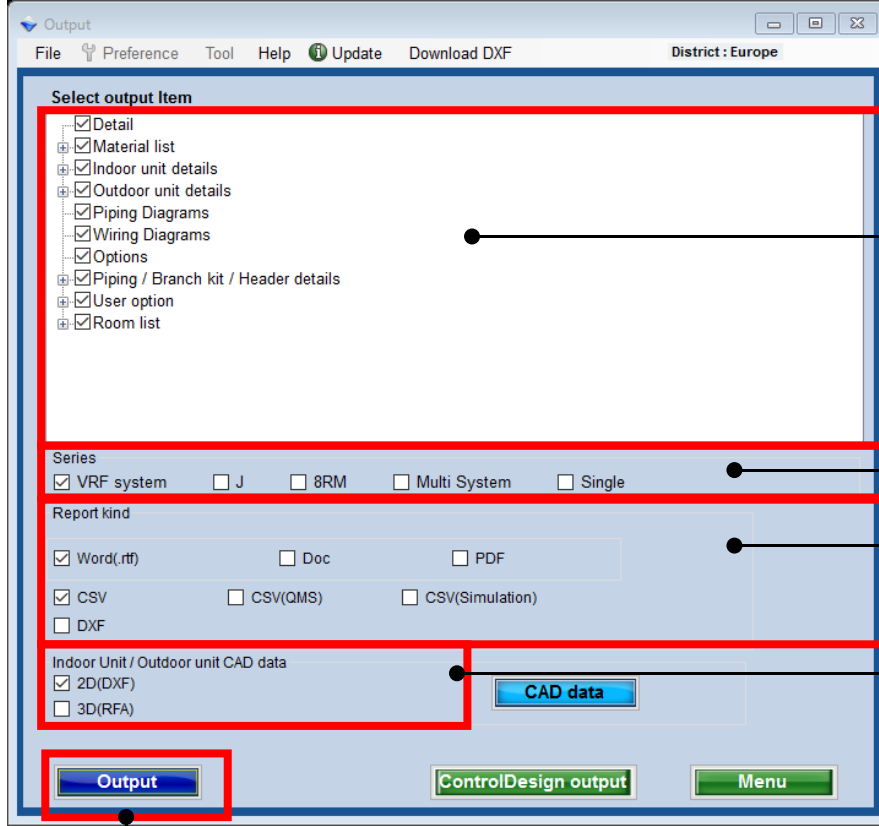 Output
File Preference Tool Help Update Download DXF District : Europe
Select output Item
Detail
Material list
Indoor unit details
Outdoor unit details
Piping Diagrams
Wiring Diagrams
Options
Piping / Branch kit / Header details
User option
Room list
Series
VRF system J 8RM Multi System Single
Report kind
Word(.rtf) Doc PDF
CSV CSV(QMS) CSV(Simulation)
DXF
Indoor Unit / Outdoor unit CAD data
2D(DXF)
3D(RFA)
CAD data
Output ControlDesign output Menu